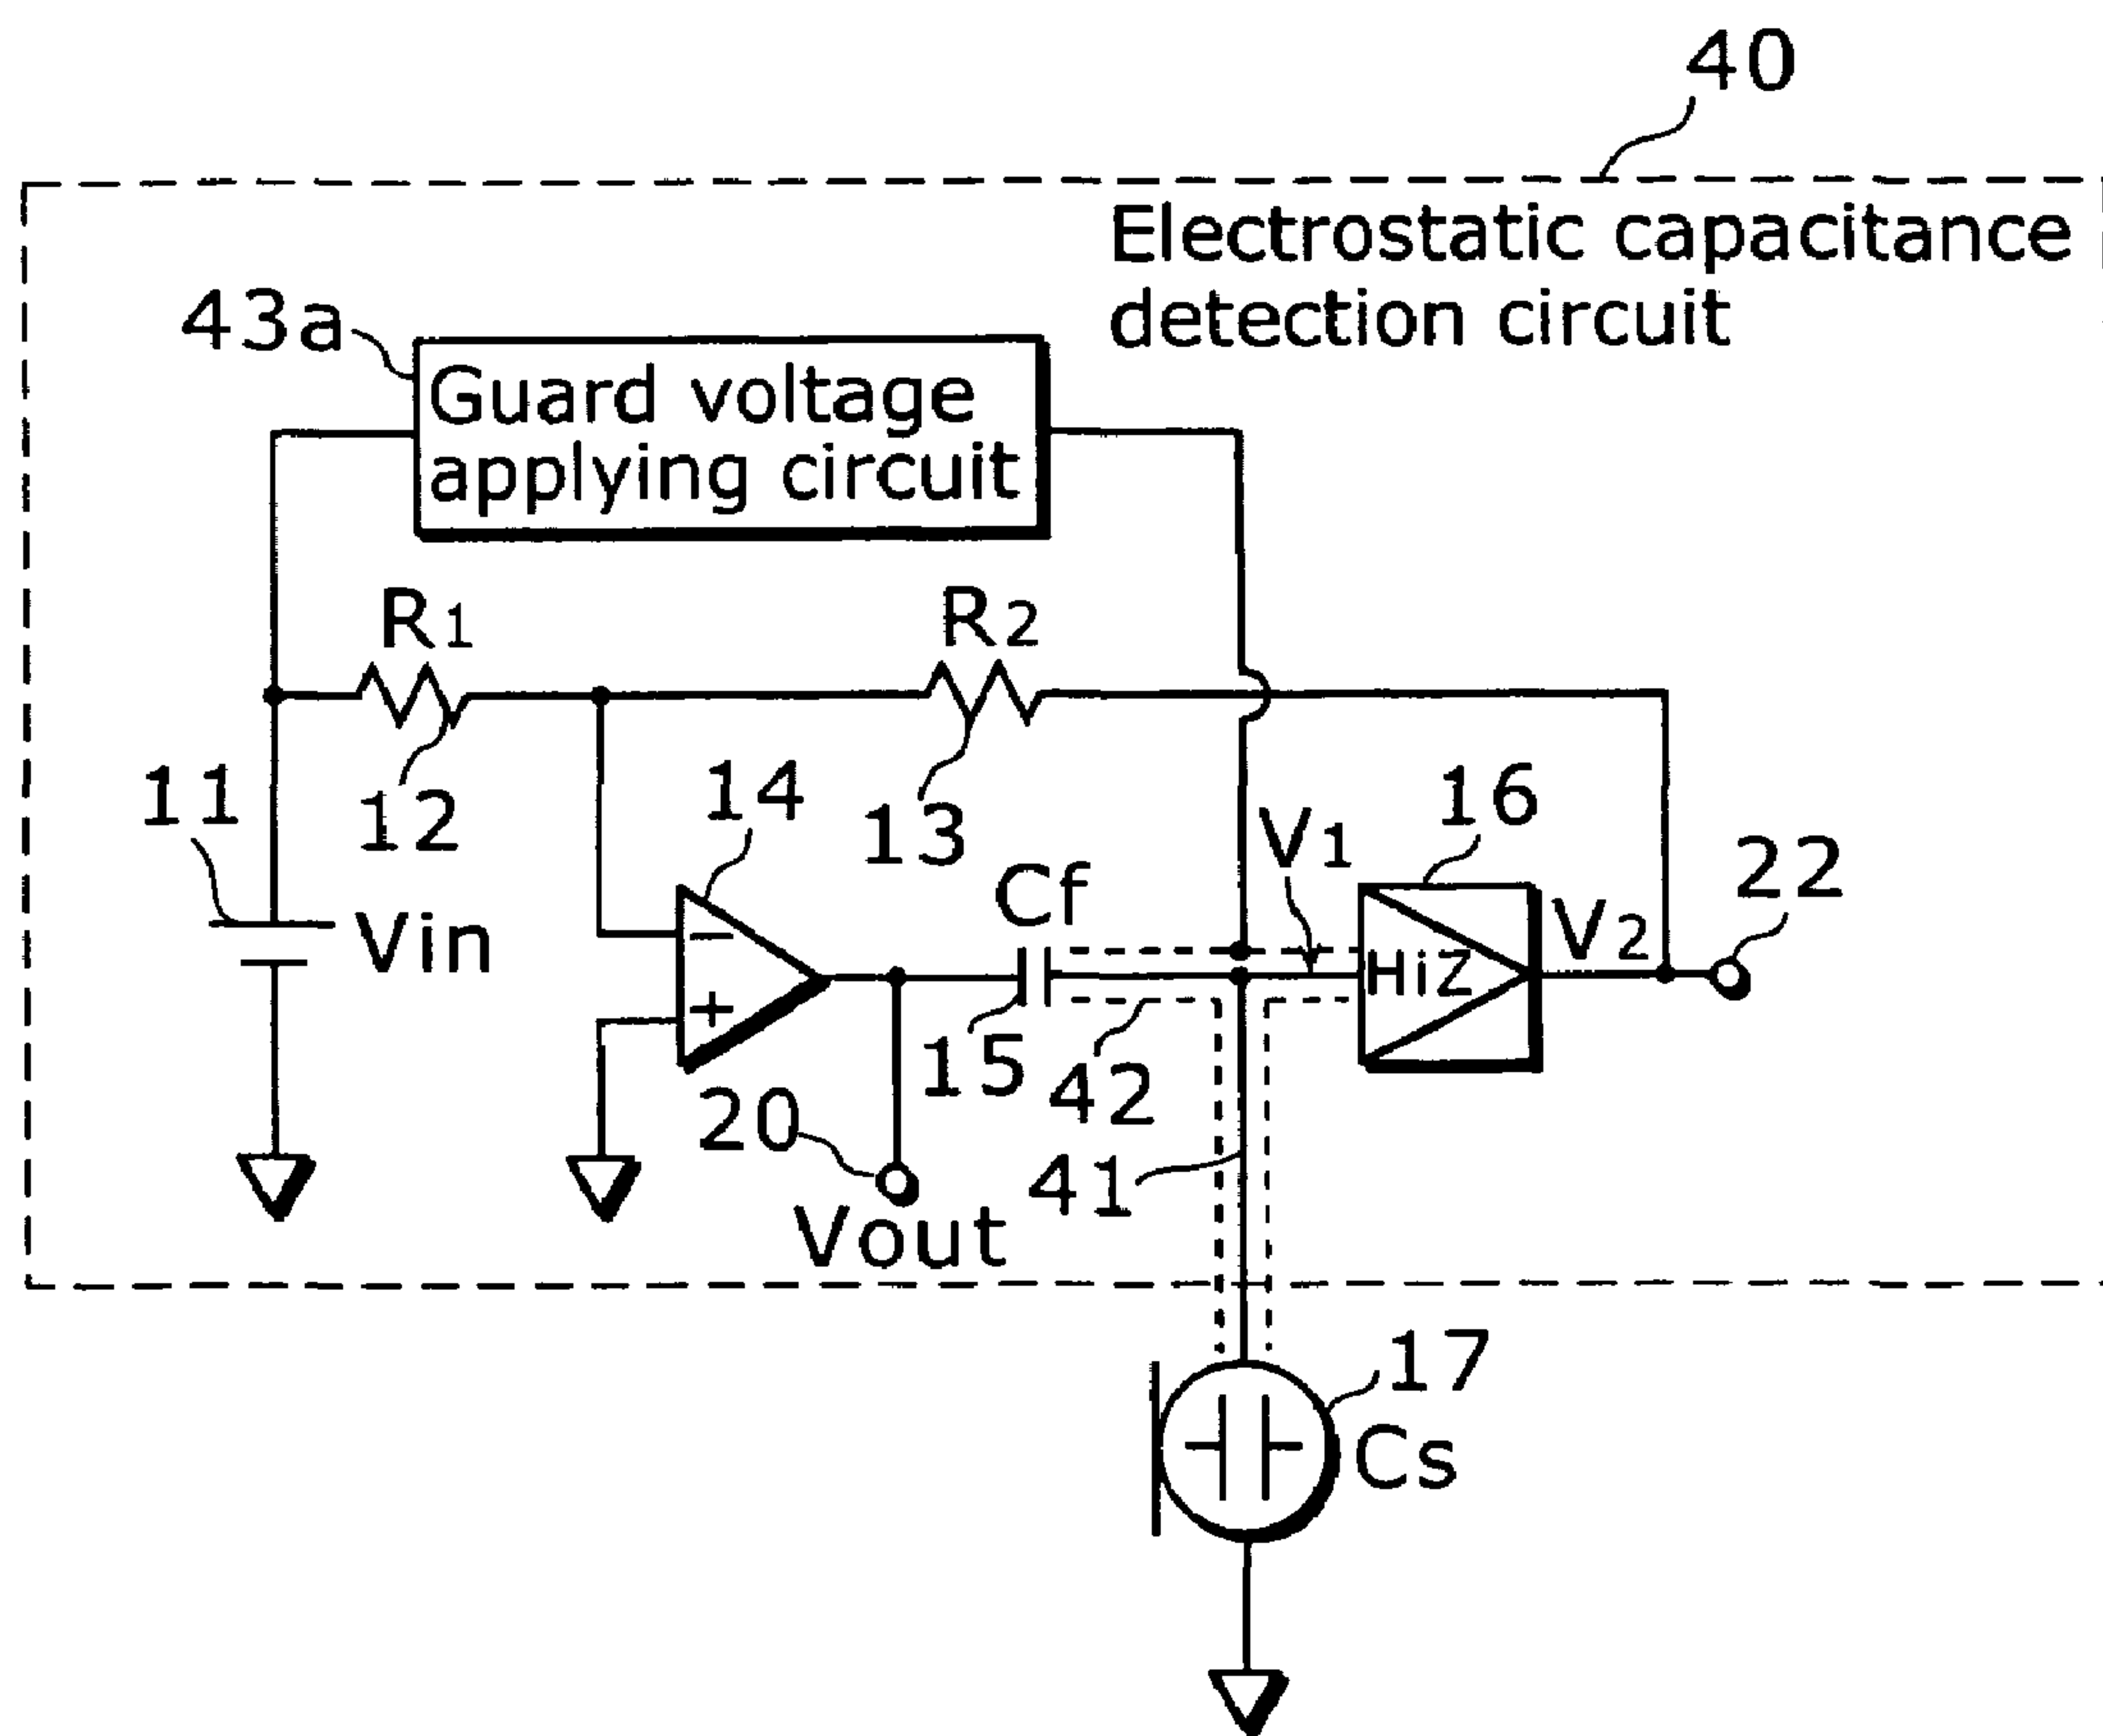 40
Electrostatic capacitance
detection circuit
43a
Guard voltage
applying circuit
R1
R2
12
13
11
Vin
14
Cf
V1
16
HiZ
V2
22
−
+
15
42
20
41
Vout
17
Cs